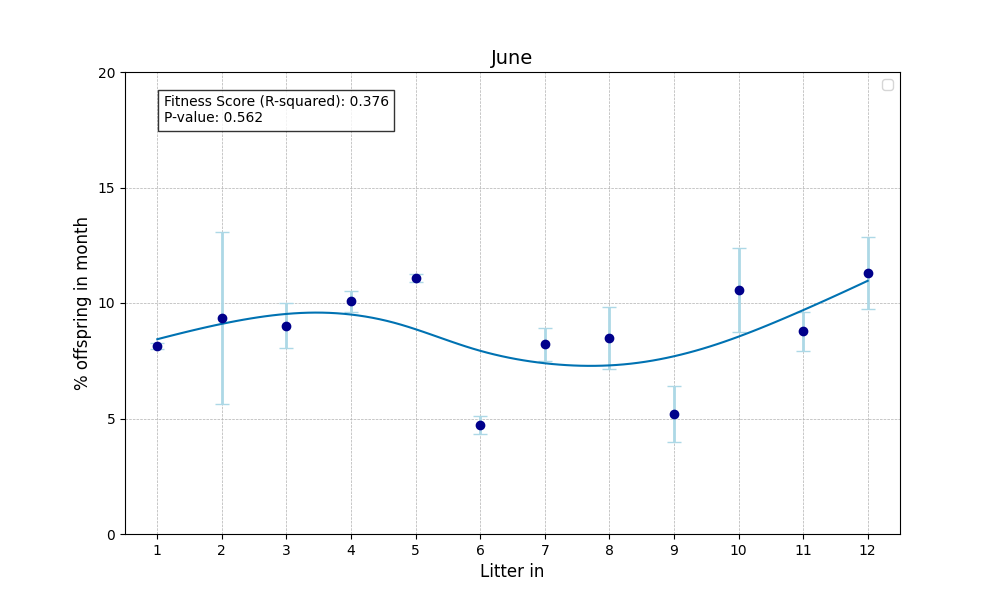 June
Fitness Score (R-squared): 0.376
P-value: 0.562
% offspring in month
20
15
10
5
0
1 2 3 4 5 6 7 8 9 10 11 12
Litter in